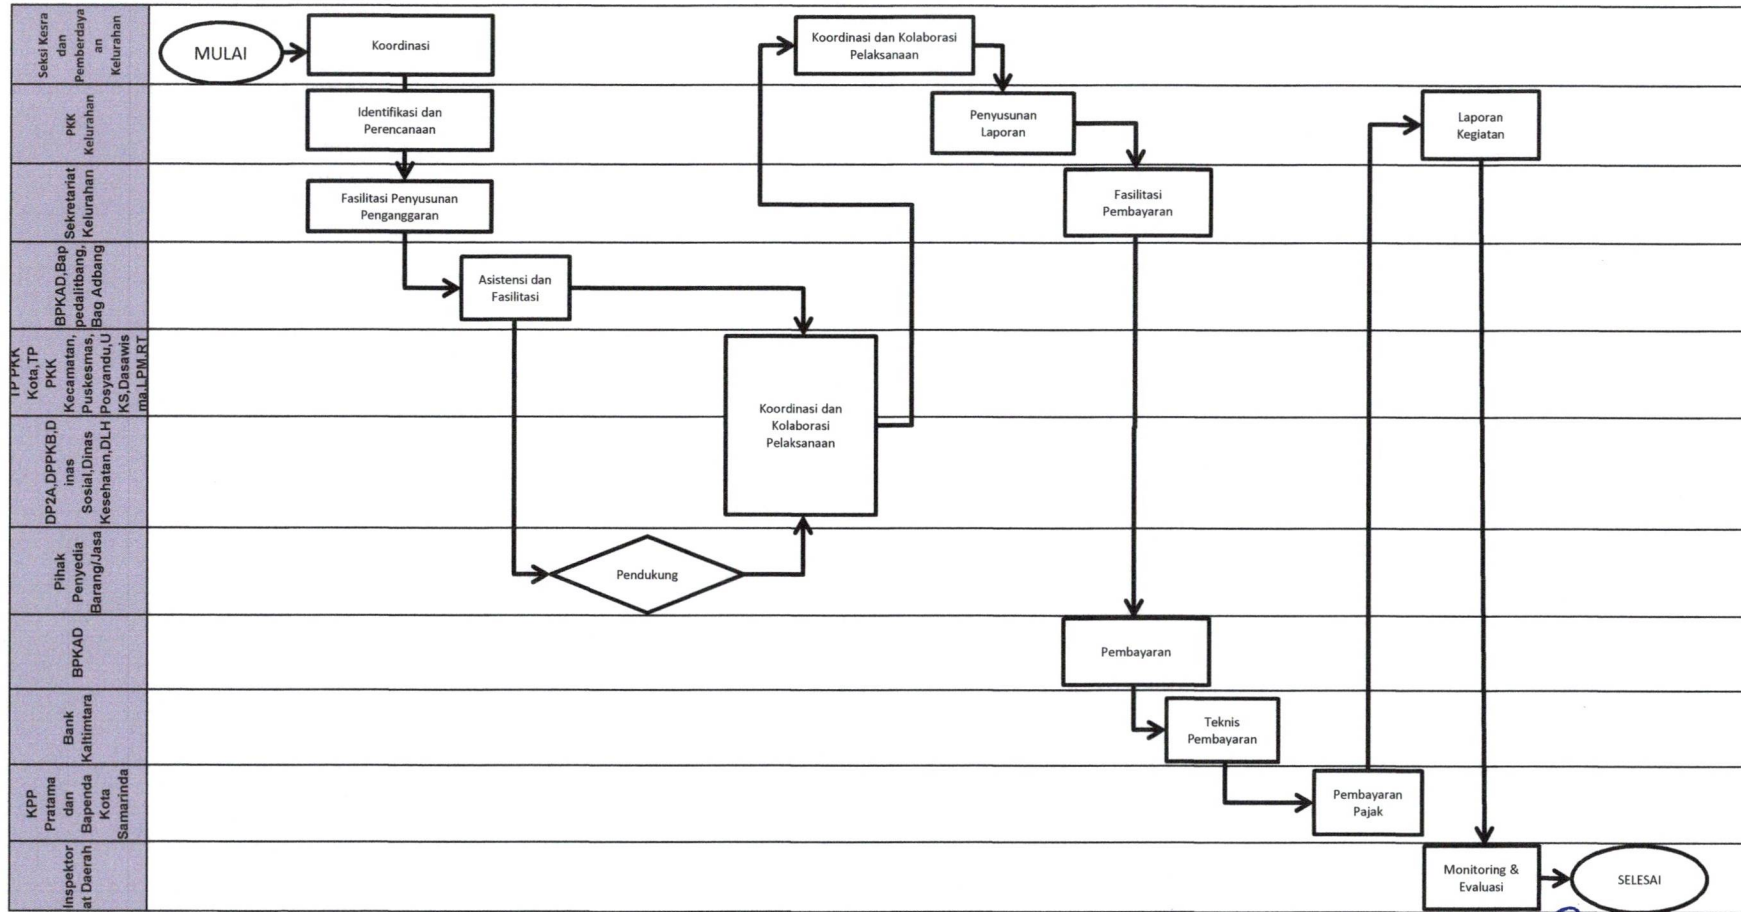 Seksi Kesra
dan
Pemberdaya
an
Kelurahan
MULAI
Koordinasi
Koordinasi dan Kolaborasi
Pelaksanaan
PKK
Kelurahan
Identifikasi dan
Perencanaan
Penyusunan
Laporan
Laporan
Kegiatan
Sekretariat
Kelurahan
Fasilitasi Penyusunan
Penganggaran
Fasilitasi
Pembayaran
BPKAD,Bap
pedalitbang,
Bag Adbang
Asistensi dan
Fasilitasi
TP PKK
Kota,TP
PKK
Kecamatan,
Puskesmas,
Posyandu,U
KS,Dasawis
ma,LPM,RT
Koordinasi dan
Kolaborasi
Pelaksanaan
DP2A,DPPKB,D
inas
Sosial,Dinas
Kesehatan,DLH
Pihak
Penyedia
Barang/Jasa
Pendukung
BPKAD
Pembayaran
Bank
Kaltimtara
Teknis
Pembayaran
KPP
Pratama
dan
Bapenda
Kota
Samarinda
Pembayaran
Pajak
Inspektor
at Daerah
Monitoring &
Evaluasi
SELESAI